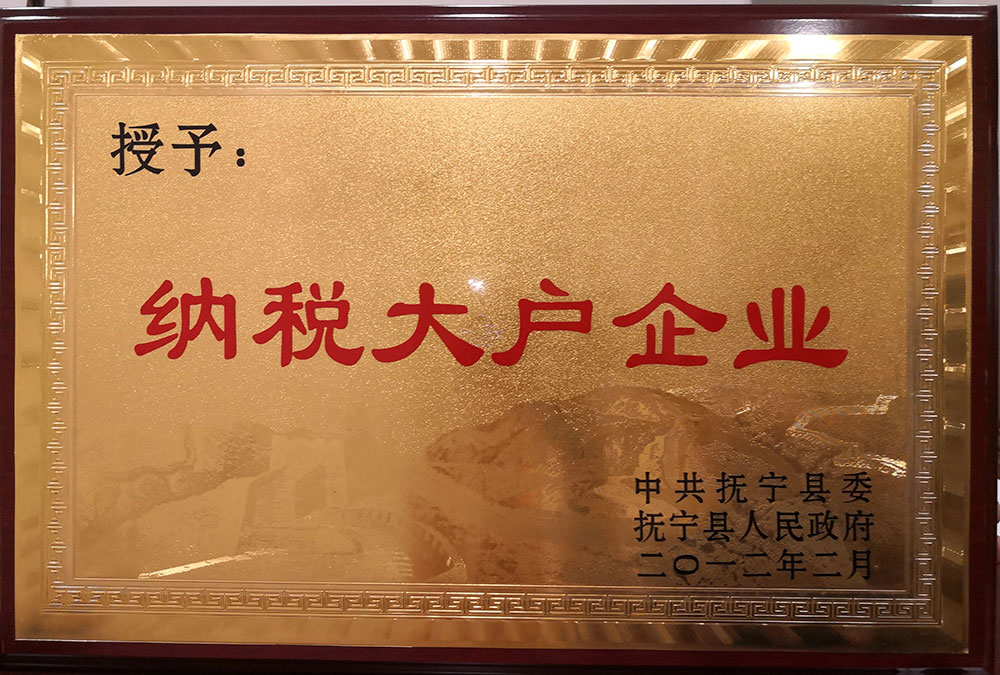 授予：
纳税大户企业
中共抚宁县委
抚宁县人民政府
二〇一二年二月